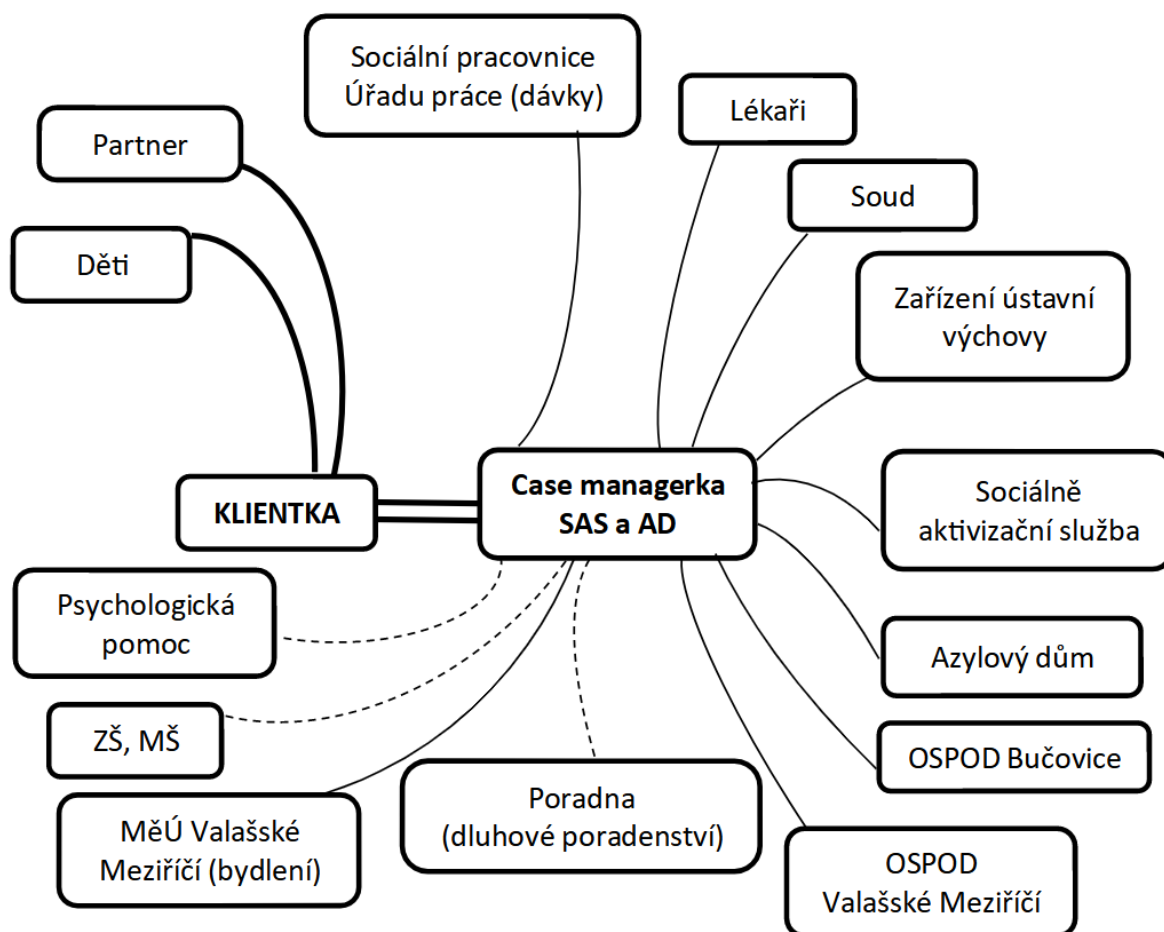 Sociální pracovnice
Úřadu práce (dávky)
Lékaři
Partner
Soud
Děti
Zařízení ústavní
výchovy
Case managerka
SAS a AD
KLIENTKA
Sociálně
aktivizační služba
Psychologická
pomoc
Azylový dům
ZŠ, MŠ
OSPOD Bučovice
Poradna
(dluhové poradenství)
MěÚ Valašské
Meziříčí (bydlení)
OSPOD
Valašské Meziříčí